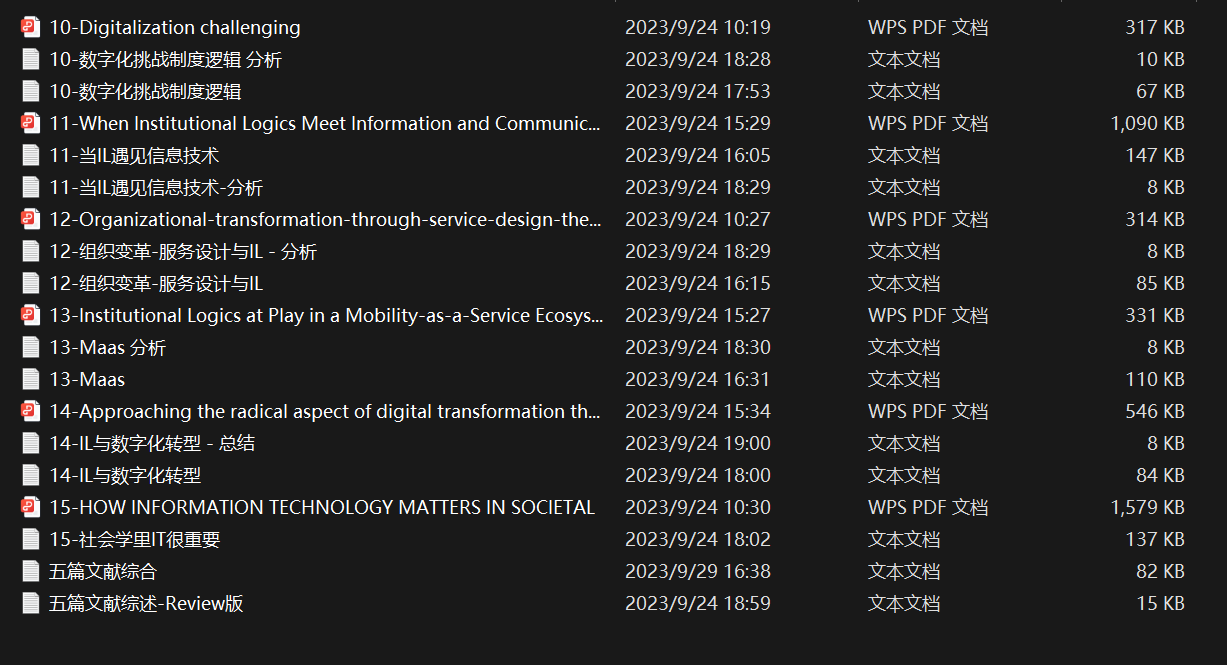 10-Digitalization challenging 2023/9/24 10:19 WPS PDF 文档 317 KB
10-数字化挑战制度逻辑 分析 2023/9/24 18:28 文本文档 10 KB
10-数字化挑战制度逻辑 2023/9/24 17:53 文本文档 67 KB
11-When Institutional Logics Meet Information and Communic... 2023/9/24 15:29 WPS PDF 文档 1,090 KB
11-当IL遇见信息技术 2023/9/24 16:05 文本文档 147 KB
11-当IL遇见信息技术-分析 2023/9/24 18:29 文本文档 8 KB
12-Organizational-transformation-through-service-design-the... 2023/9/24 10:27 WPS PDF 文档 314 KB
12-组织变革-服务设计与IL - 分析 2023/9/24 18:29 文本文档 8 KB
12-组织变革-服务设计与IL 2023/9/24 16:15 文本文档 85 KB
13-Institutional Logics at Play in a Mobility-as-a-Service Ecosys... 2023/9/24 15:27 WPS PDF 文档 331 KB
13-Maas 分析 2023/9/24 18:30 文本文档 8 KB
13-Maas 2023/9/24 16:31 文本文档 110 KB
14-Approaching the radical aspect of digital transformation th... 2023/9/24 15:34 WPS PDF 文档 546 KB
14-IL与数字化转型 - 总结 2023/9/24 19:00 文本文档 8 KB
14-IL与数字化转型 2023/9/24 18:00 文本文档 84 KB
15-HOW INFORMATION TECHNOLOGY MATTERS IN SOCIETAL 2023/9/24 10:30 WPS PDF 文档 1,579 KB
15-社会学里IT很重要 2023/9/24 18:02 文本文档 137 KB
五篇文献综合 2023/9/29 16:38 文本文档 82 KB
五篇文献综述-Review版 2023/9/24 18:59 文本文档 15 KB